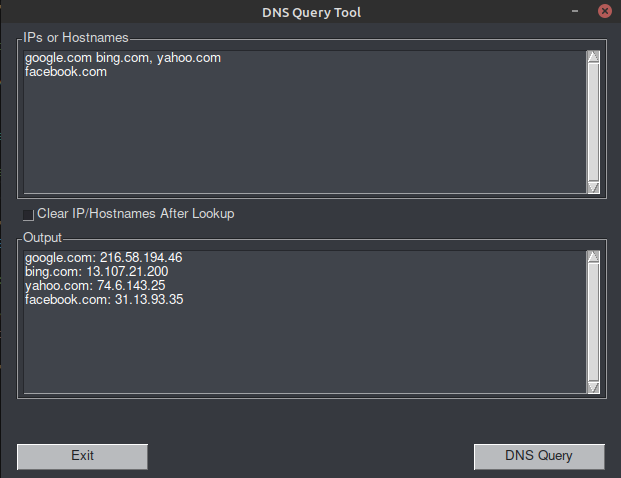 DNS Query Tool
IPs or Hostnames
google.com bing.com, yahoo.com
facebook.com
Clear IP/Hostnames After Lookup
Output
google.com: 216.58.194.46
bing.com: 13.107.21.200
yahoo.com: 74.6.143.25
facebook.com: 31.13.93.35
Exit
DNS Query